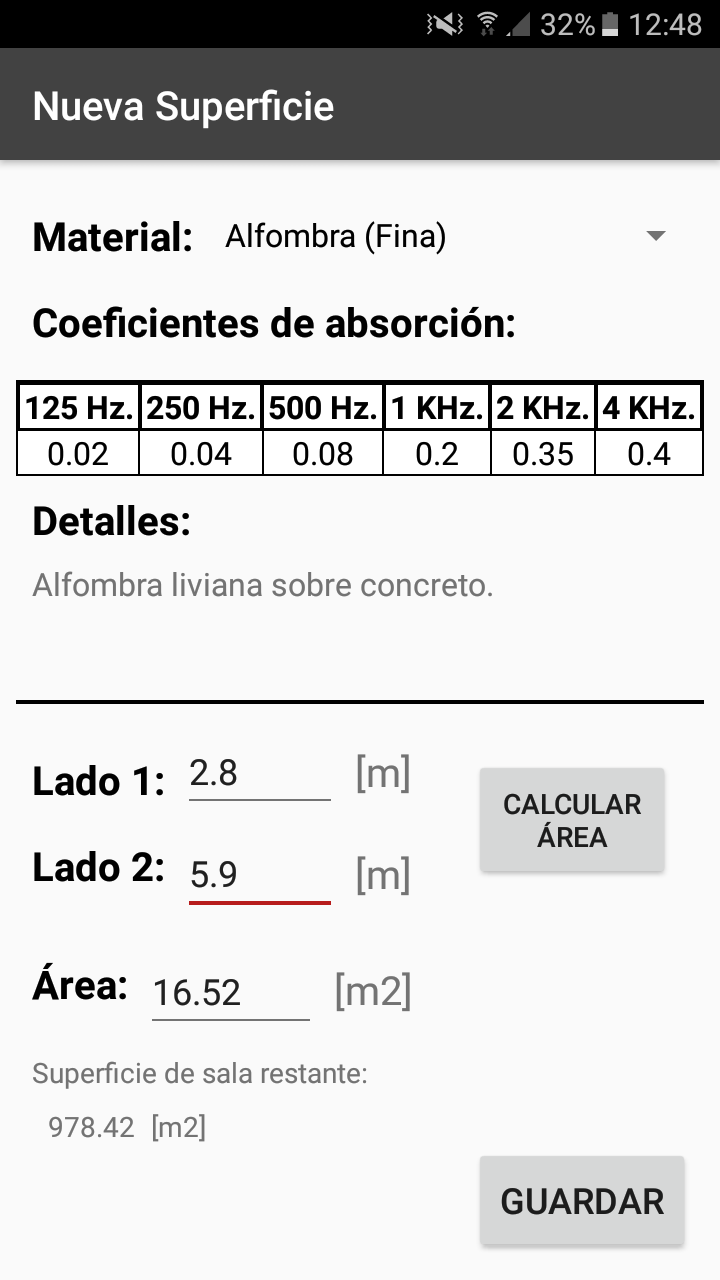 32% 12:48
Nueva Superficie
Material: Alfombra (Fina)
Coeficientes de absorción:
125 Hz. 250 Hz. 500 Hz. 1 KHz. 2 KHz. 4 KHz.
0.02 0.04 0.08 0.2 0.35 0.4
Detalles:
Alfombra liviana sobre concreto.
Lado 1: 2.8 [m]
CALCULAR
ÁREA
Lado 2: 5.9 [m]
Área: 16.52 [m2]
Superficie de sala restante:
978.42 [m2]
GUARDAR